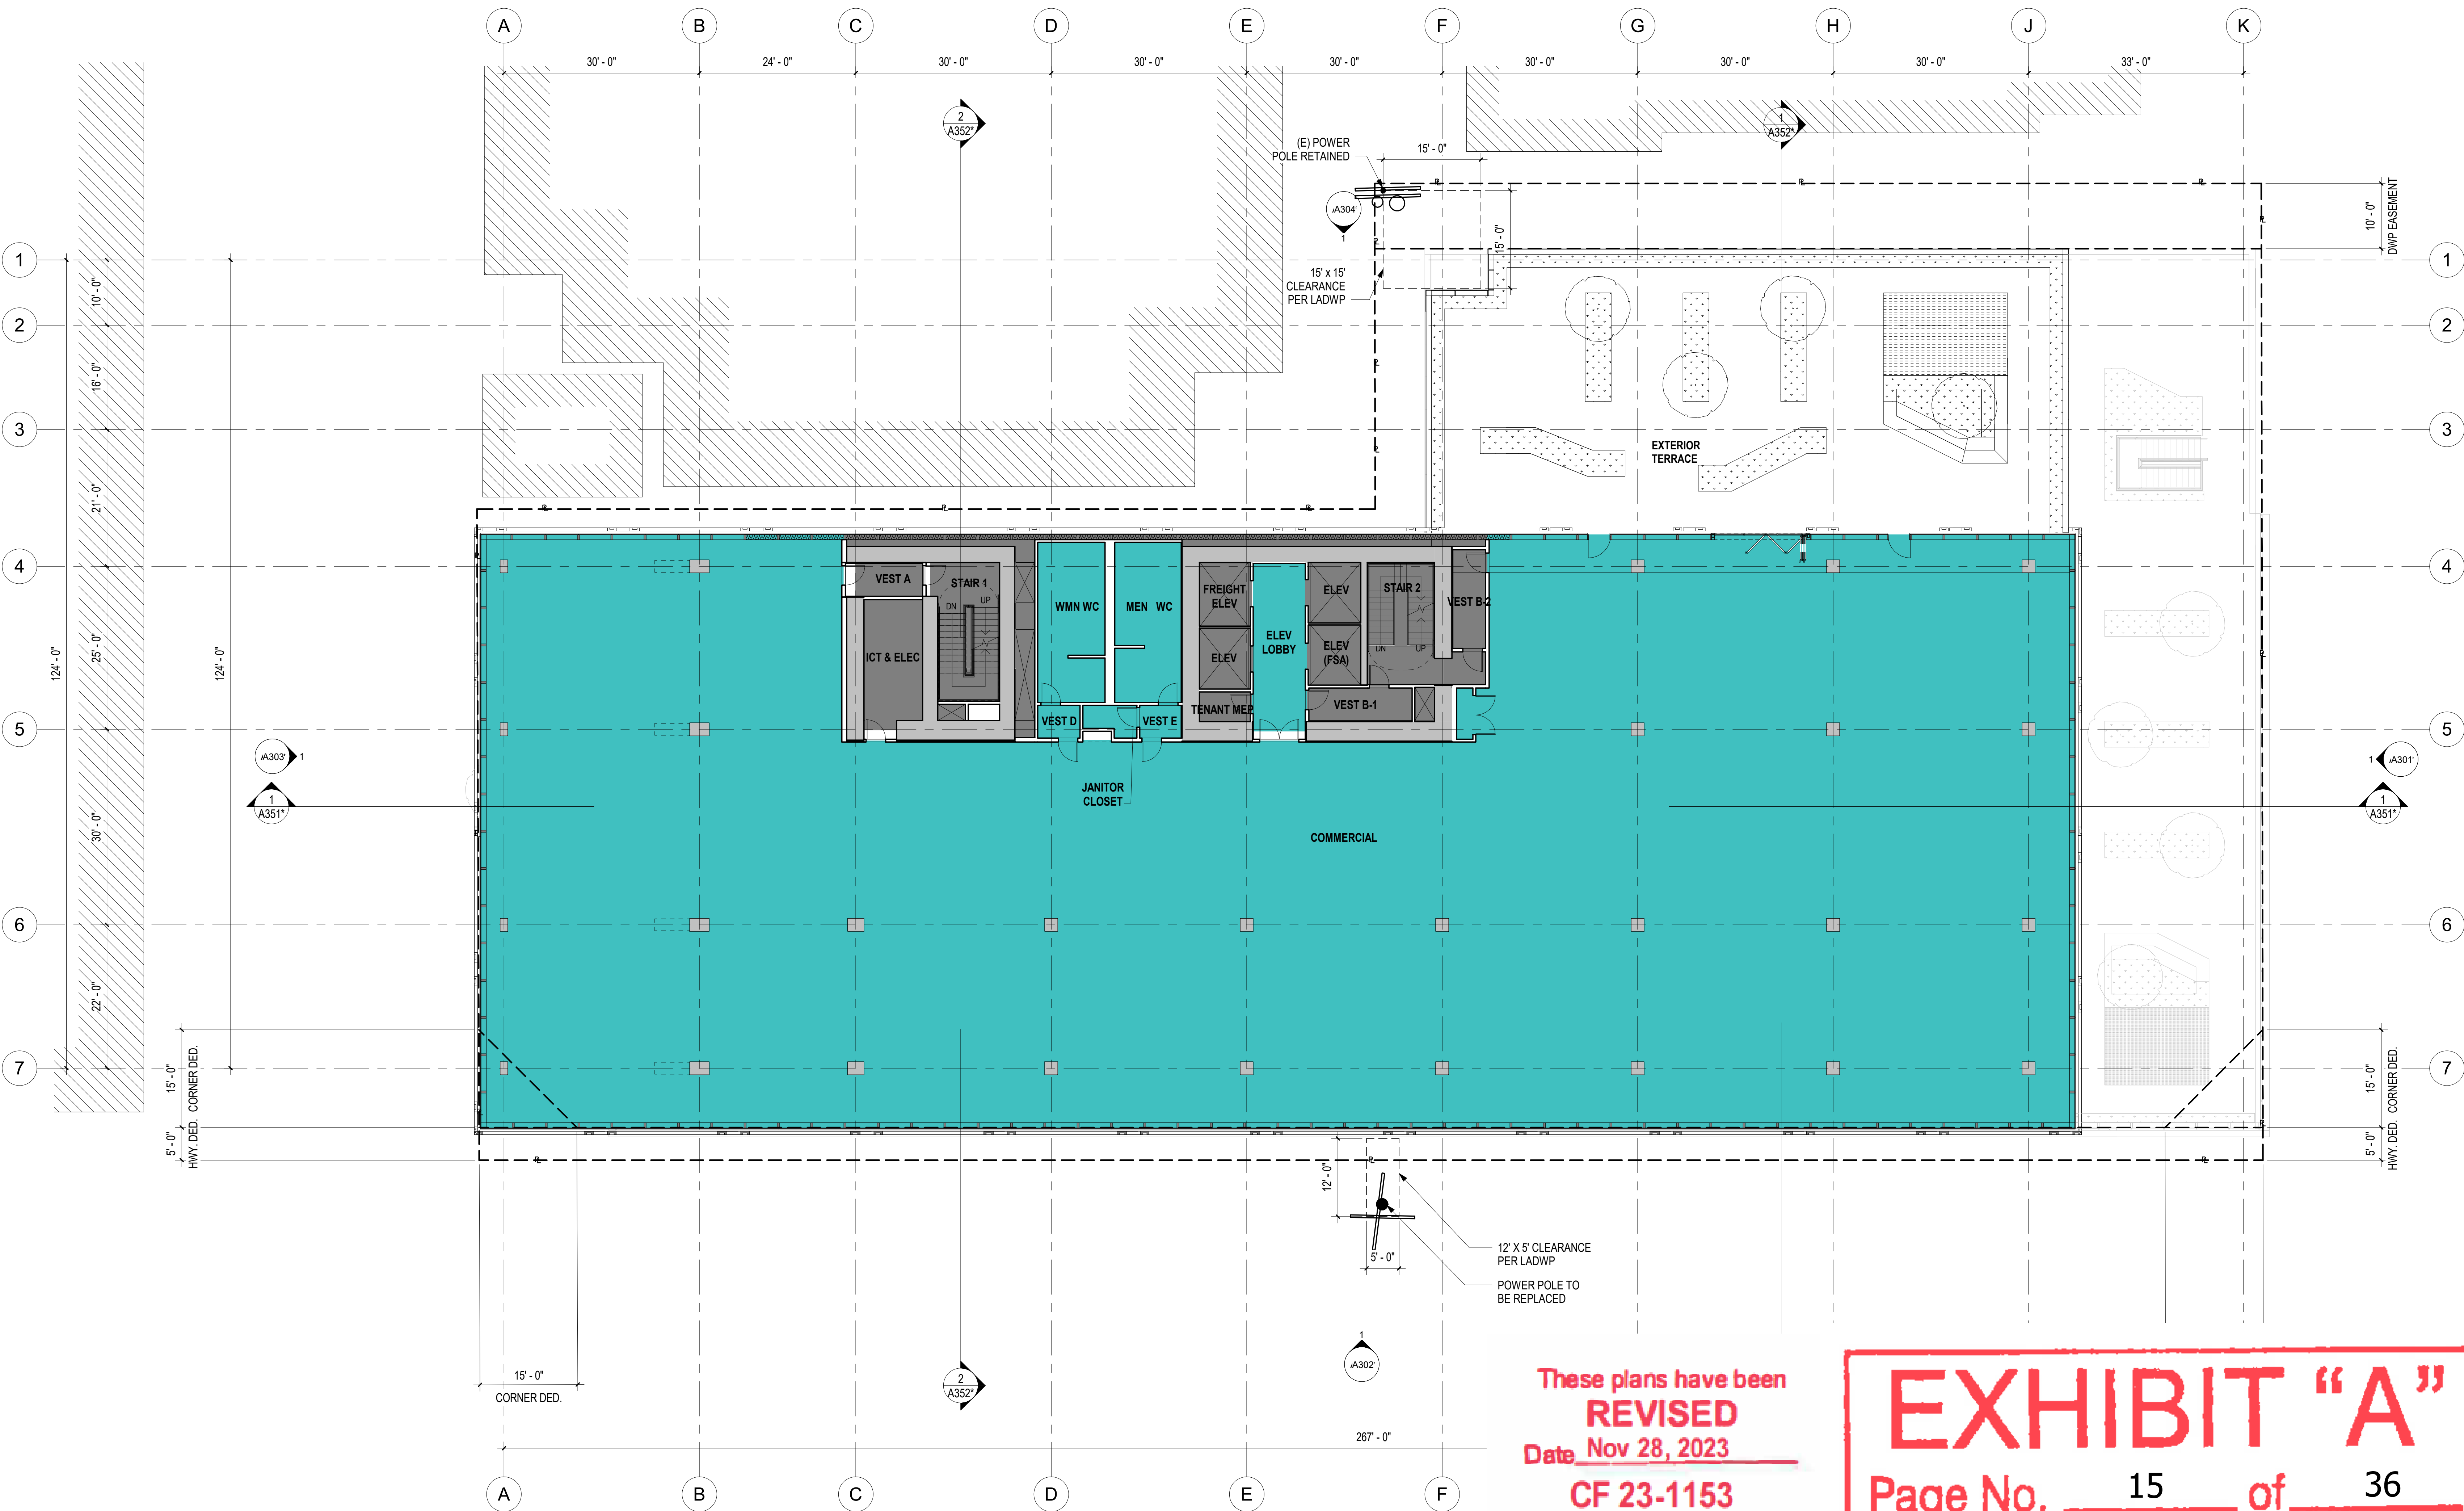 A B C D E F G H J K
30' - 0" 24' - 0" 30' - 0" 30' - 0" 30' - 0" 30' - 0" 30' - 0" 30' - 0" 33' - 0"
2
A352*
1
A352*
(E) POWER
POLE RETAINED
15' - 0"
A304
1
15' - 0"
15' x 15'
CLEARANCE
PER LADWP
10' - 0"
DWP EASEMENT
1 1
10' - 0"
2 2
16' - 0"
3 3
EXTERIOR
TERRACE
21' - 0"
4 4
VEST A
STAIR 1
DN UP
WMN WC
MEN WC
FREIGHT
ELEV
ELEV
STAIR 2
VEST B-2
ICT & ELEC
ELEV
LOBBY
ELEV
ELEV
(FSA)
DN UP
124' - 0"
25' - 0"
124' - 0"
TENANT MEP
VEST B-1
VEST D
VEST E
5 5
A303
1
1
A301
1
A351*
1
A351*
JANITOR
CLOSET
COMMERCIAL
30' - 0"
6 6
22' - 0"
7 7
15' - 0"
CORNER DED.
5' - 0"
HWY. DED.
15' - 0"
CORNER DED.
5' - 0"
HWY. DED.
12' - 0"
5' - 0"
12' X 5' CLEARANCE
PER LADWP
POWER POLE TO
BE REPLACED
1
A302
15' - 0"
CORNER DED.
2
A352*
267' - 0"
A B C D E F
These plans have been
REVISED
Date Nov 28, 2023
CF 23-1153
EXHIBIT “A”
Page No. 15 of 36